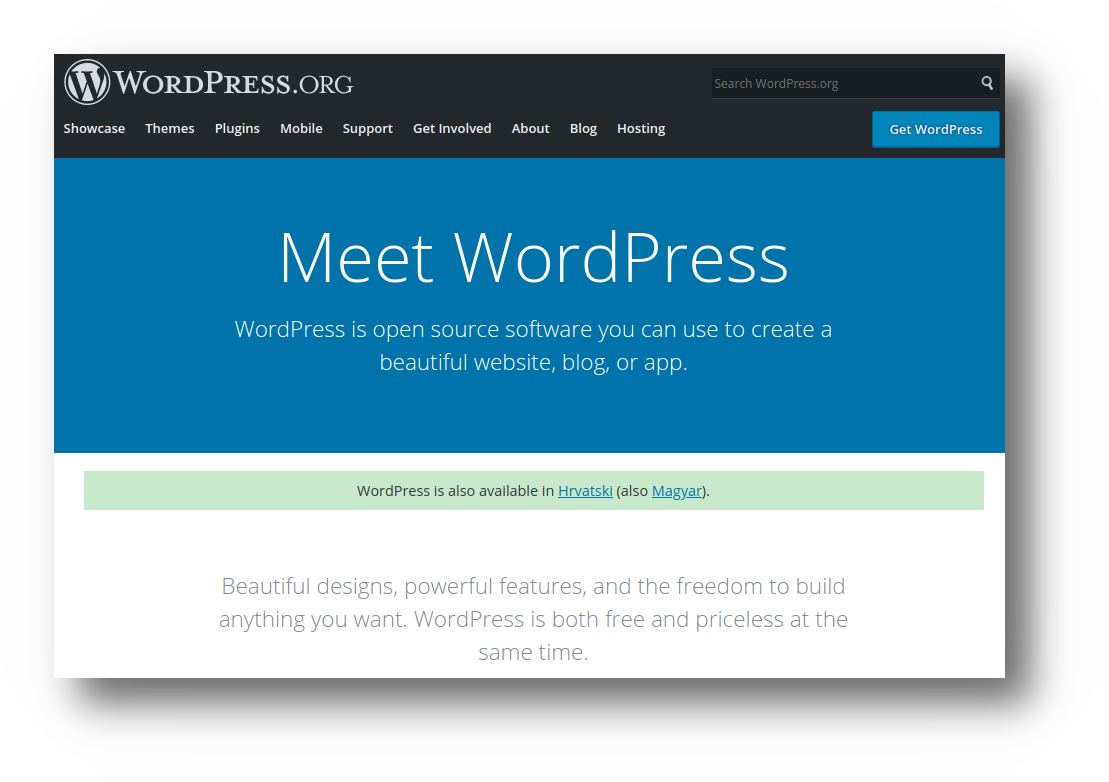 WORDPRESS.ORG
Search WordPress.org
Showcase Themes Plugins Mobile Support Get Involved About Blog Hosting
Get WordPress
Meet WordPress
WordPress is open source software you can use to create a
beautiful website, blog, or app.
WordPress is also available in Hrvatski (also Magyar).
Beautiful designs, powerful features, and the freedom to build
anything you want. WordPress is both free and priceless at the
same time.